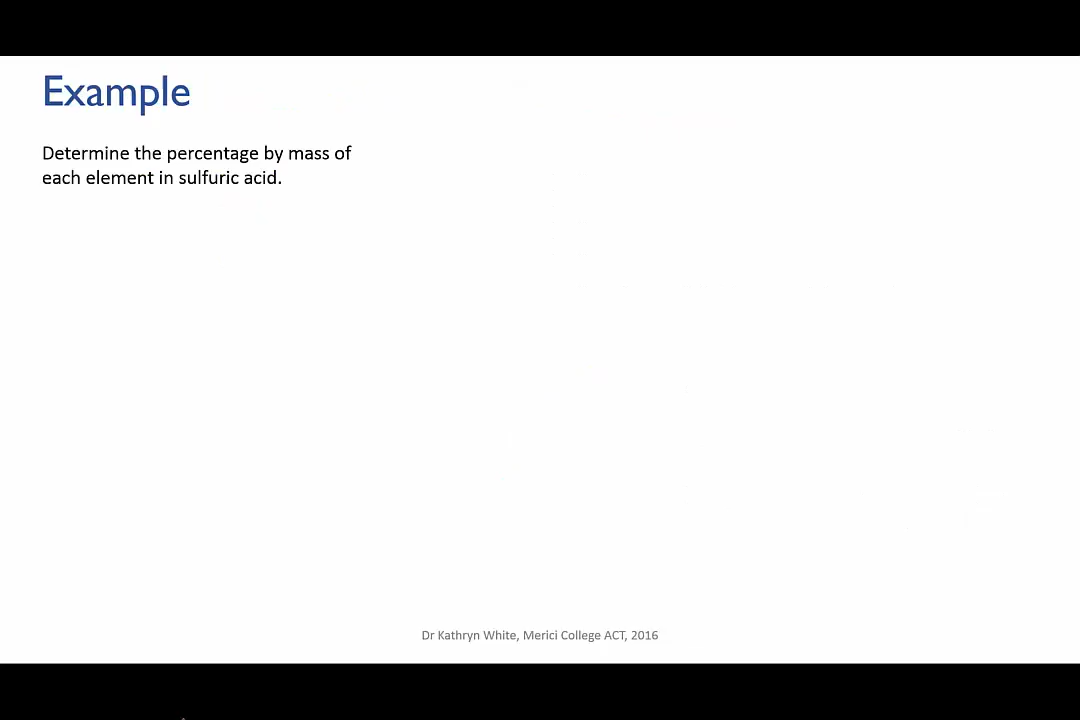 Example
Determine the percentage by mass of
each element in sulfuric acid.
Dr Kathryn White, Merici College ACT, 2016